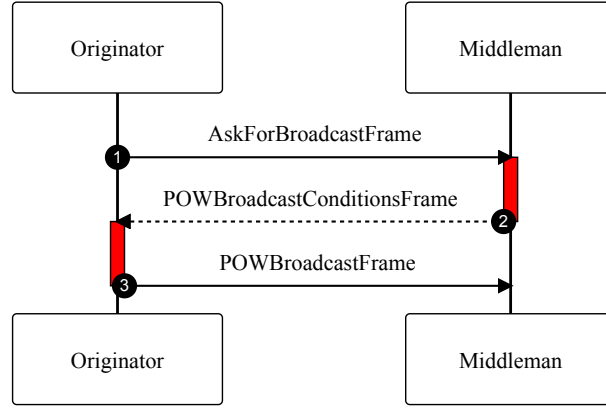 Originator
Middleman
AskForBroadcastFrame
1
POWBroadcastConditionsFrame
2
POWBroadcastFrame
3
Originator
Middleman